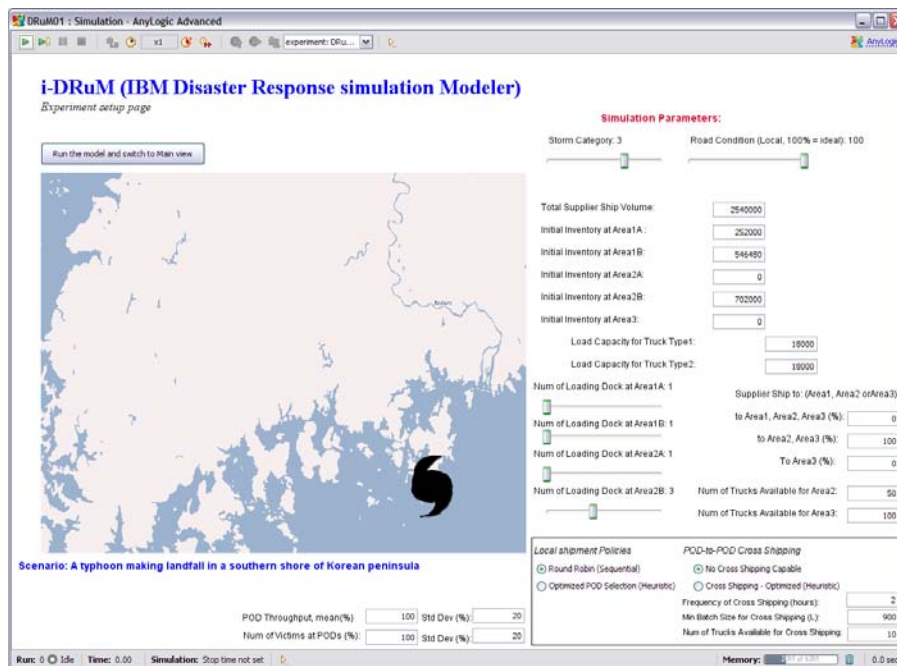 DRuM01 : Simulation - AnyLogic Advanced
x1
experiment: DRu...
AnyLogic
i-DRuM (IBM Disaster Response simulation Modeler)
Experiment setup page
Run the model and switch to Main view
Simulation Parameters:
Storm Category: 3
Road Condition (Local, 100% = ideal): 100
Total Supplier Ship Volume: 2540000
Initial Inventory at Area1A : 252000
Initial Inventory at Area1B: 546480
Initial Inventory at Area2A: 0
Initial Inventory at Area2B: 702000
Initial Inventory at Area3: 0
Load Capacity for Truck Type1: 18000
Load Capacity for Truck Type2: 18000
Num of Loading Dock at Area1A: 1
Num of Loading Dock at Area1B: 1
Num of Loading Dock at Area2A: 1
Num of Loading Dock at Area2B: 3
Supplier Ship to: (Area1, Area2 orArea3)
to Area1, Area2, Area3 (%): 0
to Area2, Area3 (%): 100
To Area3 (%): 0
Num of Trucks Available for Area2: 50
Num of Trucks Available for Area3: 100
Scenario: A typhoon making landfall in a southern shore of Korean peninsula
Local shipment Policies
Round Robin (Sequential)
Optimized POD Selection (Heuristic)
POD-to-POD Cross Shipping
No Cross Shipping Capable
Cross Shipping - Optimized (Heuristic)
Frequency of Cross Shipping (hours): 2
Min Batch Size for Cross Shipping (L): 900
Num of Trucks Available for Cross Shipping: 10
POD Throughput, mean(%) 100 Std Dev (%): 20
Num of Victims at PODs (%): 100 Std Dev (%): 20
Run: 0 Idle Time: 0.00 Simulation: Stop time not set
Memory:
0.0 sec